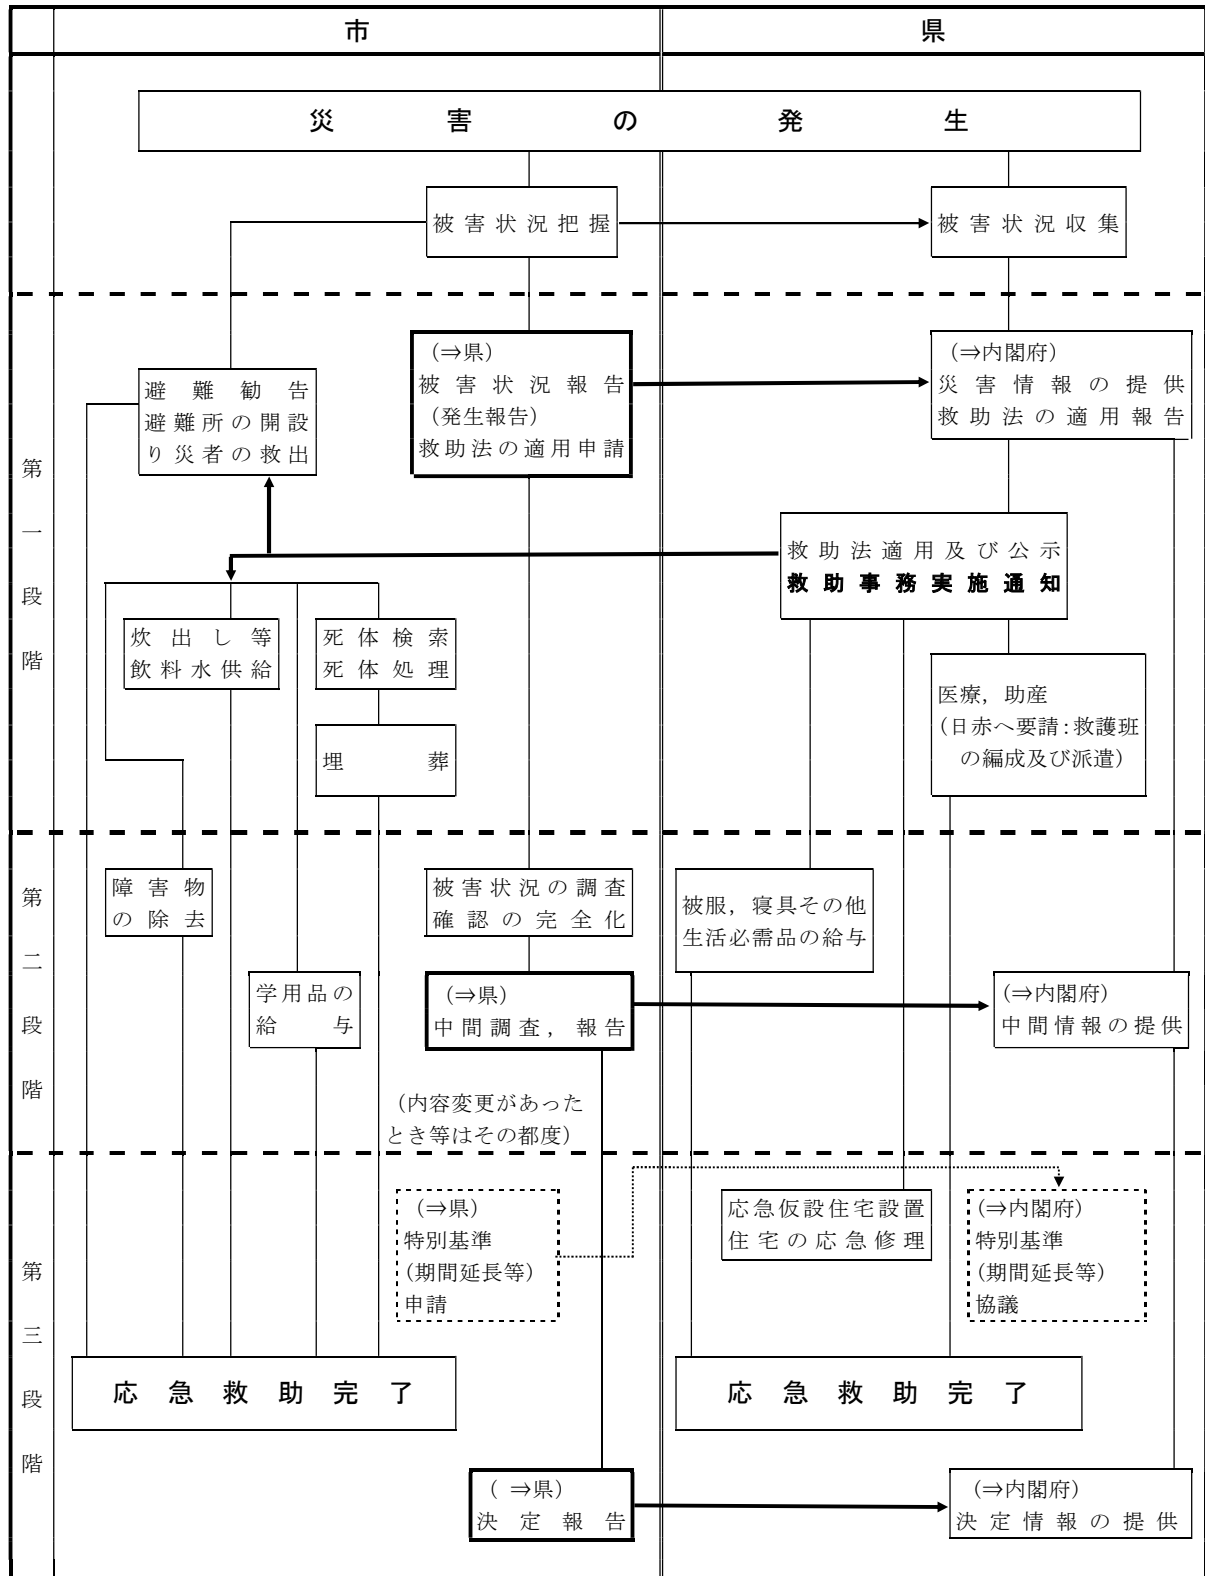 市
県
災害の発生
被害状況把握
被害状況収集
第一段階
避難勧告
避難所の開設
り災者の救出
(⇒県)
被害状況報告
(発生報告)
救助法の適用申請
(⇒内閣府)
災害情報の提供
救助法の適用報告
救助法適用及び公示
救助事務実施通知
炊出し等
飲料水供給
死体検索
死体処理
埋葬
医療，助産
(日赤へ要請：救護班
の編成及び派遣)
第二段階
障害物
の除去
被害状況の調査
確認の完全化
被服，寝具その他
生活必需品の給与
学用品の
給与
(⇒県)
中間調査，報告
(⇒内閣府)
中間情報の提供
(内容変更があった
とき等はその都度)
第三段階
(⇒県)
特別基準
(期間延長等)
申請
応急仮設住宅設置
住宅の応急修理
(⇒内閣府)
特別基準
(期間延長等)
協議
応急救助完了
応急救助完了
( ⇒県)
決定報告
(⇒内閣府)
決定情報の提供